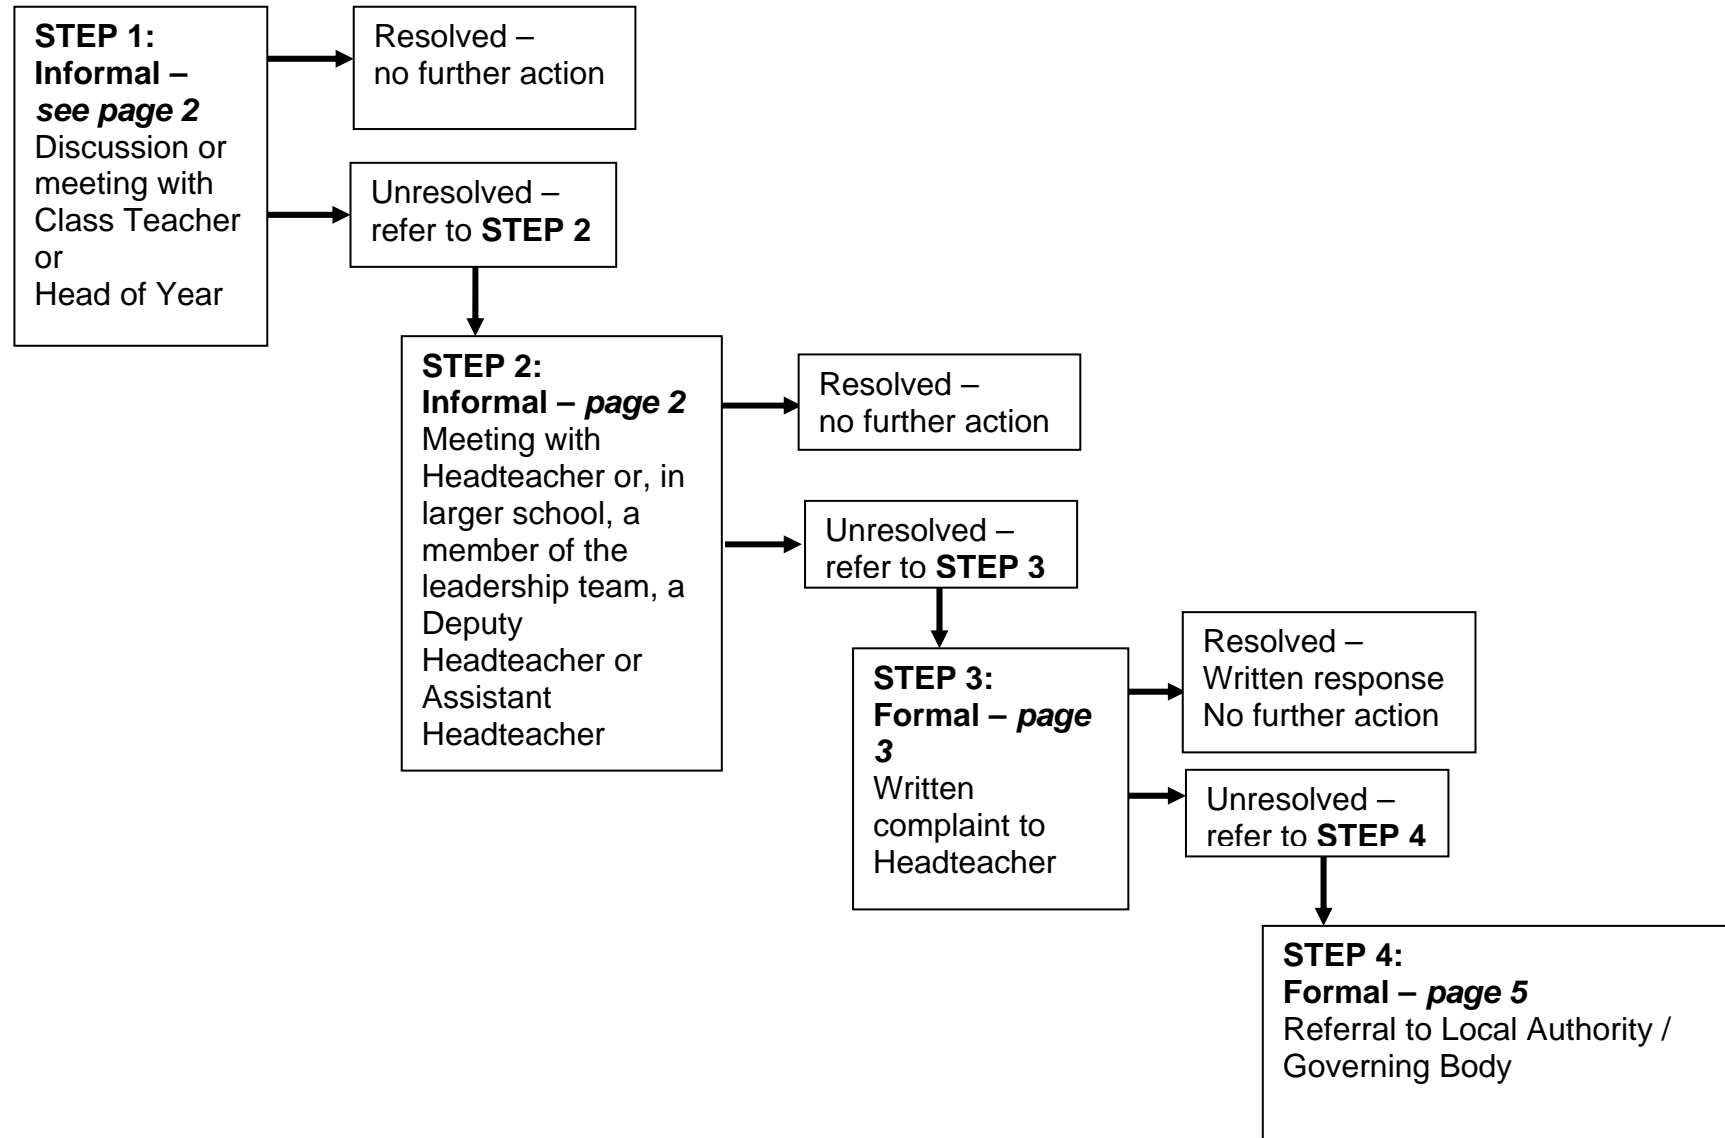 STEP 1:
Informal –
see page 2
Discussion or
meeting with
Class Teacher
or
Head of Year
Resolved –
no further action
Unresolved –
refer to STEP 2
STEP 2:
Informal – page 2
Meeting with
Headteacher or, in
larger school, a
member of the
leadership team, a
Deputy
Headteacher or
Assistant
Headteacher
Resolved –
no further action
Unresolved –
refer to STEP 3
STEP 3:
Formal – page
3
Written
complaint to
Headteacher
Resolved –
Written response
No further action
Unresolved –
refer to STEP 4
STEP 4:
Formal – page 5
Referral to Local Authority /
Governing Body